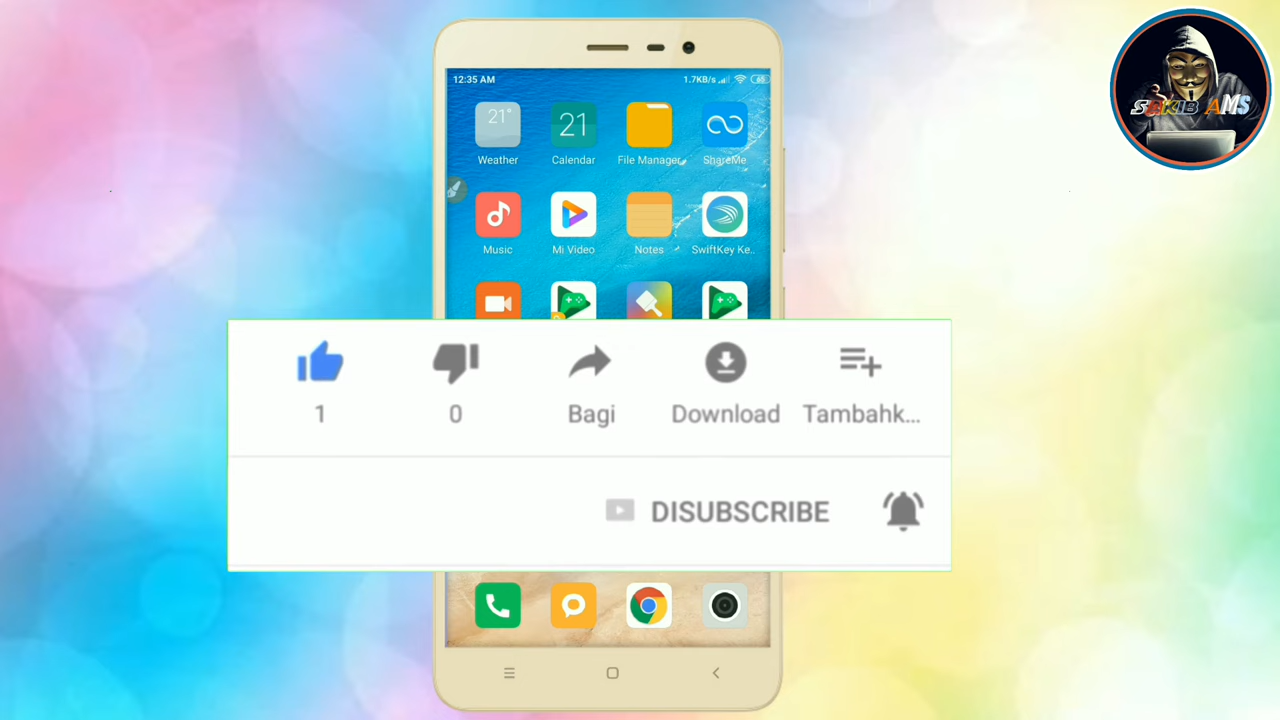 SAKIB AMS
12:35 AM 1.7KB/s 65
21° 21
Weather Calendar File Manager ShareMe
Music Mi Video Notes SwiftKey Ke..
1 0 Bagi Download Tambahk...
DISUBSCRIBE